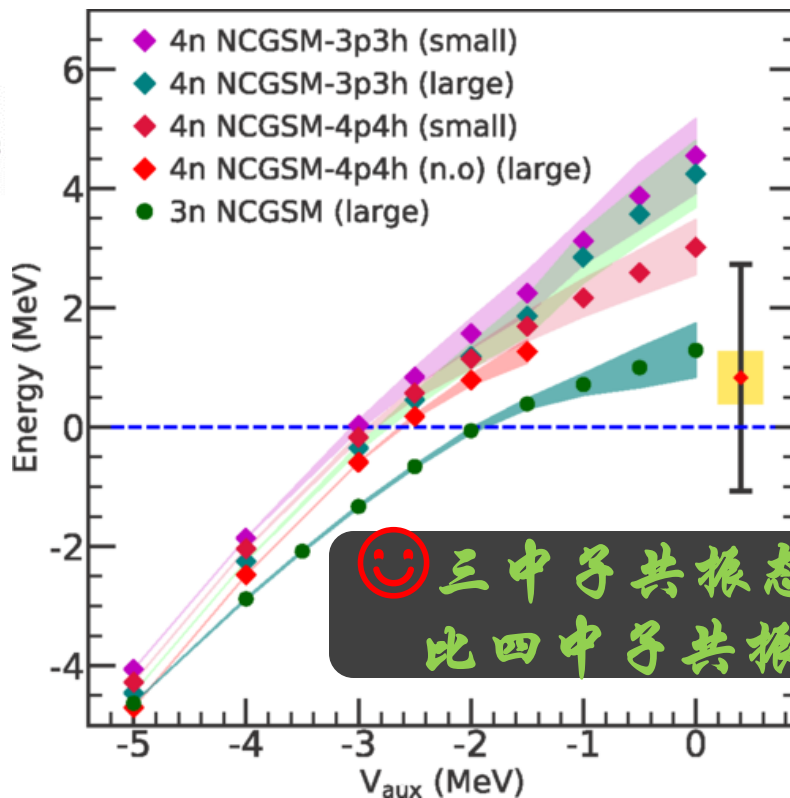 4n NCGSM-3p3h (small)
4n NCGSM-3p3h (large)
4n NCGSM-4p4h (small)
4n NCGSM-4p4h (n.o) (large)
3n NCGSM (large)
Energy (MeV)
6
4
2
0
-2
-4
三中子共振态
比四中子共振
-5 -4 -3 -2 -1 0
V_aux (MeV)